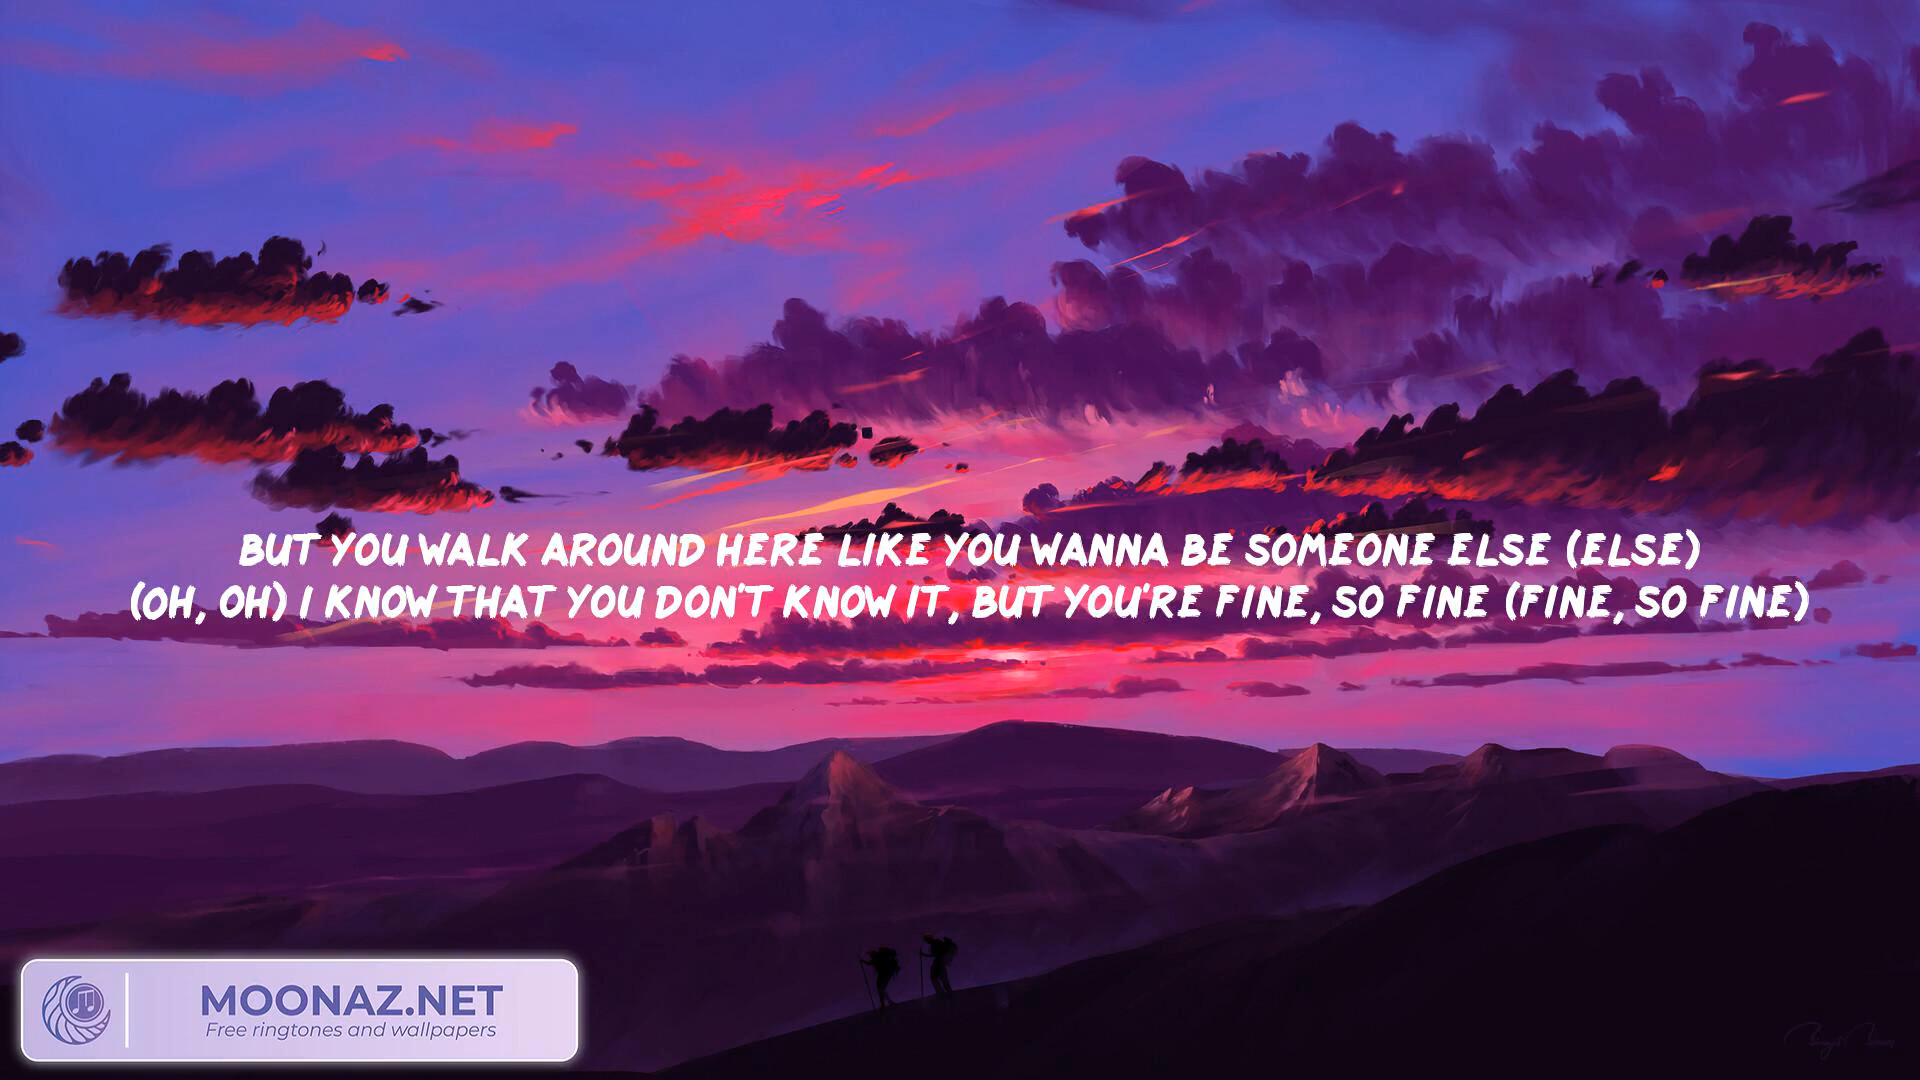 BUT YOU WALK AROUND HERE LIKE YOU WANNA BE SOMEONE ELSE (ELSE)
(OH, OH) I KNOW THAT YOU DON'T KNOW IT, BUT YOU'RE FINE, SO FINE (FINE, SO FINE)
MOONAZ.NET
Free ringtones and wallpapers